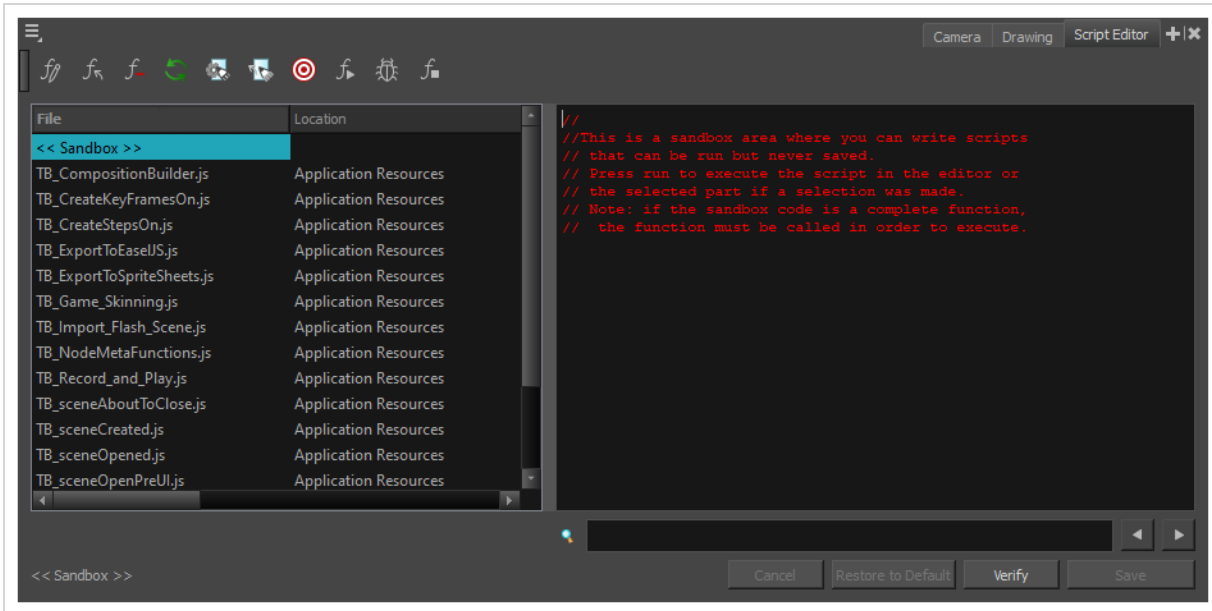 Camera Drawing Script Editor
File Location
<< Sandbox >>
TB_CompositionBuilder.js Application Resources
TB_CreateKeyFramesOn.js Application Resources
TB_CreateStepsOn.js Application Resources
TB_ExportToEaselJS.js Application Resources
TB_ExportToSpriteSheets.js Application Resources
TB_Game_Skinning.js Application Resources
TB_Import_Flash_Scene.js Application Resources
TB_NodeMetaFunctions.js Application Resources
TB_Record_and_Play.js Application Resources
TB_sceneAboutToClose.js Application Resources
TB_sceneCreated.js Application Resources
TB_sceneOpened.js Application Resources
TB_sceneOpenPreUI.js Application Resources
//
//This is a sandbox area where you can write scripts
// that can be run but never saved.
// Press run to execute the script in the editor or
// the selected part if a selection was made.
// Note: if the sandbox code is a complete function,
//  the function must be called in order to execute.
<< Sandbox >>
Cancel Restore to Default Verify Save